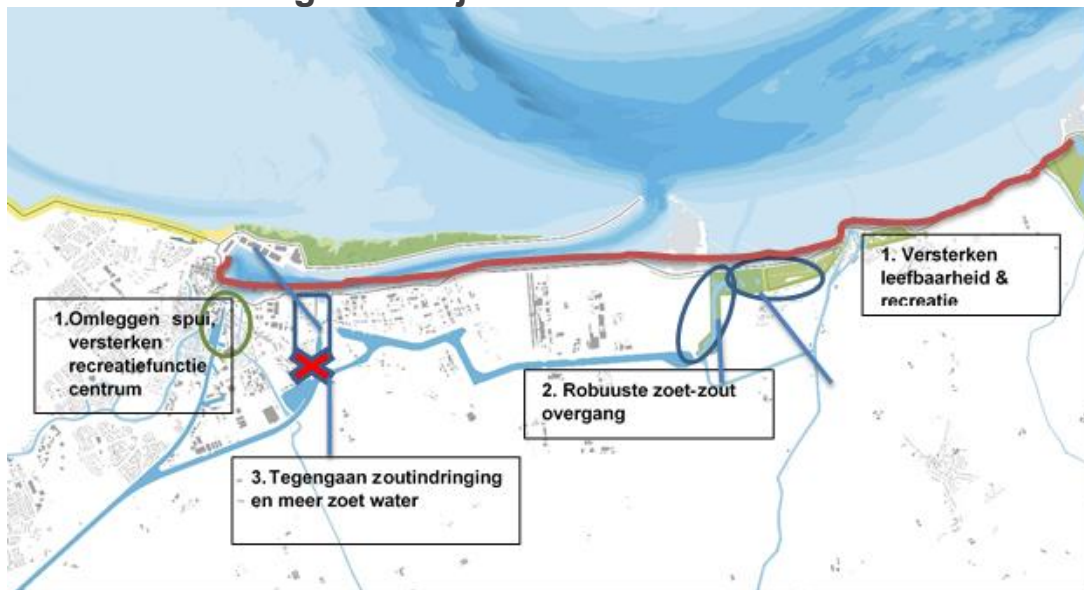 1.Omleggen spui,
versterken
recreatiefunctie
centrum
1. Versterken
leefbaarheid &
recreatie
2. Robuuste zoet-zout
overgang
3. Tegengaan zoutindringing
en meer zoet water